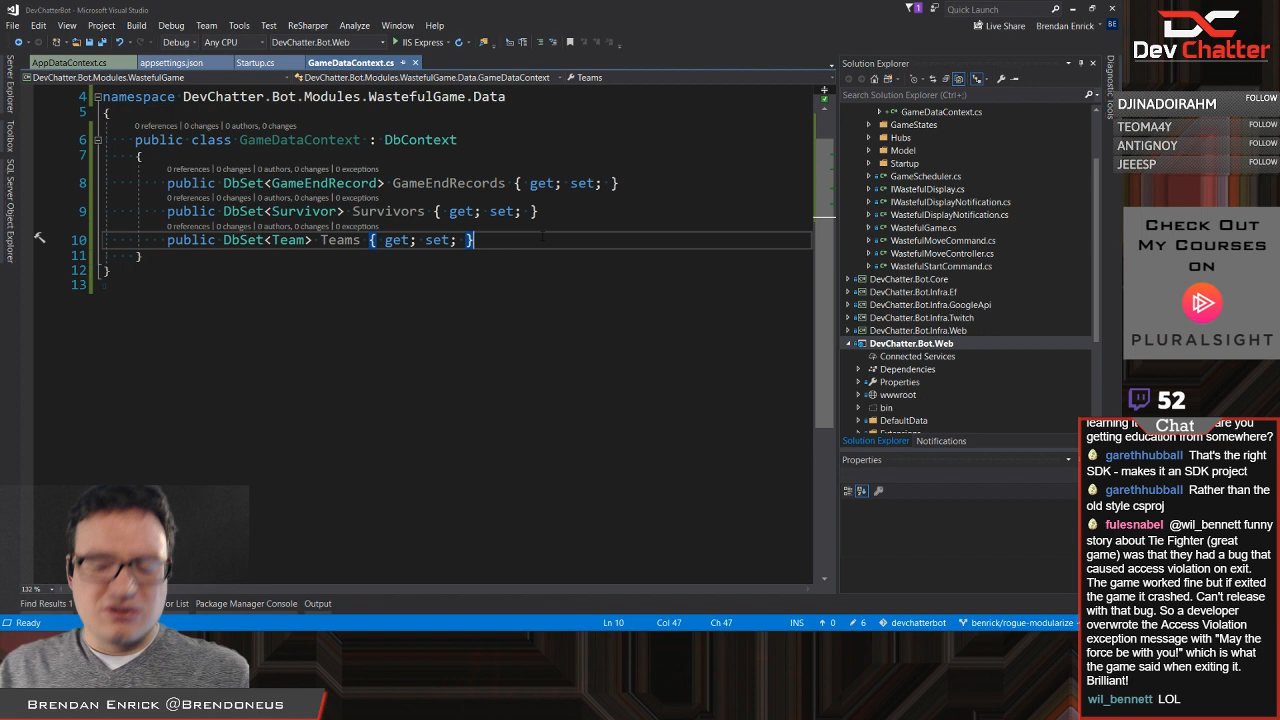 DevChatterBot - Microsoft Visual Studio
1
Quick Launch
File Edit View Project Build Debug Team Tools Test ReSharper Analyze Window Help
Live Share
Brendan Enrick
BE
Debug Any CPU DevChatter.Bot.Web IIS Express
AppDataContext.cs appsettings.json Startup.cs GameDataContext.cs
DevChatter.Bot.Modules.WastefulGame DevChatter.Bot.Modules.WastefulGame.Data.GameDataContext Teams
Server Explorer
Toolbox
SQL Server Object Explorer
Diagnostic Tools
4 namespace DevChatter.Bot.Modules.WastefulGame.Data
5 {
0 references | 0 changes | 0 authors, 0 changes
6 public class GameDataContext : DbContext
7 {
0 references | 0 changes | 0 authors, 0 changes | 0 exceptions
8 public DbSet<GameEndRecord> GameEndRecords { get; set; }
0 references | 0 changes | 0 authors, 0 changes | 0 exceptions
9 public DbSet<Survivor> Survivors { get; set; }
0 references | 0 changes | 0 authors, 0 changes | 0 exceptions
10 public DbSet<Team> Teams { get; set; }
11 }
12 }
13
132 %
Find Results 1
Package Manager Console Output
Ready
Ln 10 Col 47 Ch 47 INS 0 6 devchatterbot benrick/rogue-modularize
Solution Explorer
Search Solution Explorer (Ctrl+;)
GameDataContext.cs
GameStates
Hubs
Model
Startup
GameScheduler.cs
IWastefulDisplay.cs
IWastefulDisplayNotification.cs
WastefulDisplayNotification.cs
WastefulGame.cs
WastefulMoveCommand.cs
WastefulMoveController.cs
WastefulStartCommand.cs
DevChatter.Bot.Core
DevChatter.Bot.Infra.Ef
DevChatter.Bot.Infra.GoogleApi
DevChatter.Bot.Infra.Twitch
DevChatter.Bot.Infra.Web
DevChatter.Bot.Web
Connected Services
Dependencies
Properties
wwwroot
bin
DefaultData
Solution Explorer Notifications
Properties
DC
Dev Chatter
DJINADOIRAHM FOLLOW
TEOMA4Y FOLLOW
ANTIGNOY FOLLOW
JEEESP FOLLOW
CHECK OUT
MY COURSES
ON
PLURALSIGHT
52
Chat
getting education from somewhere?
garethhubball That's the right
SDK - makes it an SDK project
garethhubball Rather than the
old style csproj
fulesnabel @wil_bennett funny
story about Tie Fighter (great
game) was that they had a bug that
caused access violation on exit.
The game worked fine but if exited
the game it crashed. Can't release
with that bug. So a developer
overwrote the Access Violation
exception message with "May the
force be with you!" which is what
the game said when exiting it.
Brilliant!
wil_bennett LOL
BRENDAN ENRICK @BRENDONEUS